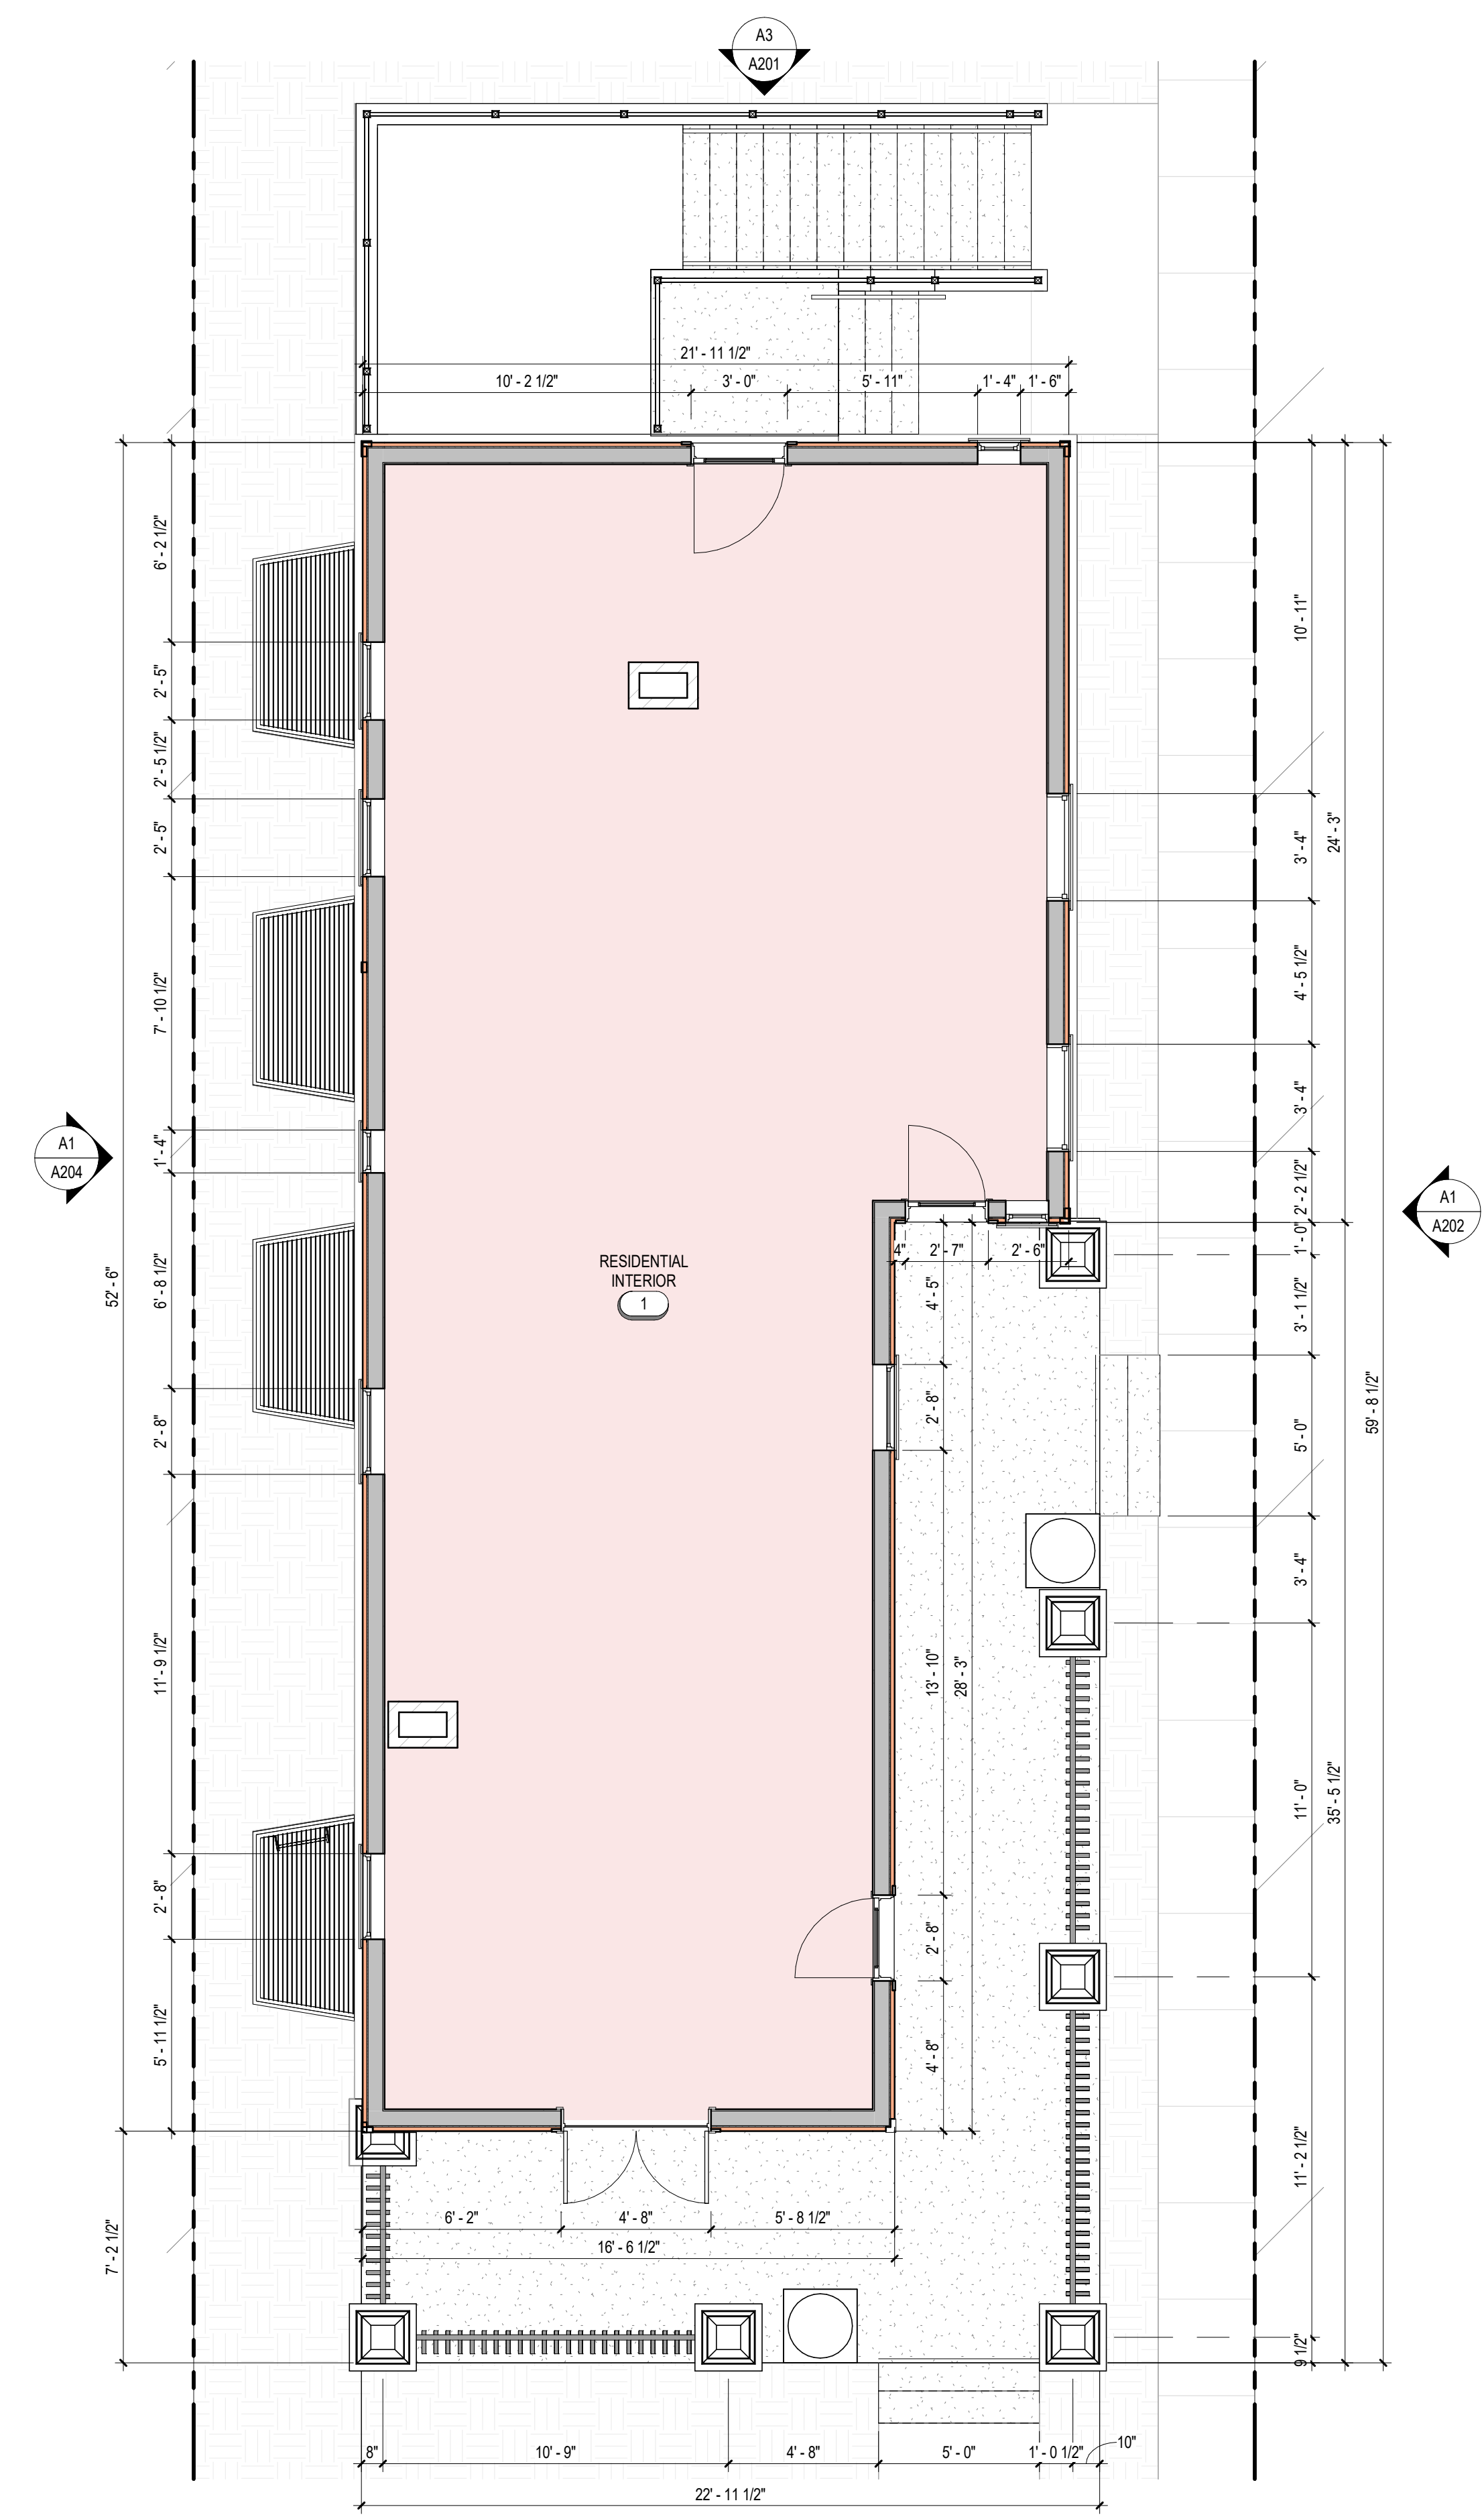 A3
A201
21' - 11 1/2"
10' - 2 1/2"
3' - 0"
5' - 11"
1' - 4"
1' - 6"
6' - 2 1/2"
2' - 5"
2' - 5 1/2"
2' - 5"
7' - 10 1/2"
1' - 4"
6' - 8 1/2"
2' - 8"
11' - 9 1/2"
2' - 8"
5' - 11 1/2"
52' - 6"
7' - 2 1/2"
A1
A204
RESIDENTIAL
INTERIOR
1
4"
2' - 7"
2' - 6"
4' - 5"
2' - 8"
13' - 10"
28' - 3"
2' - 8"
4' - 8"
10' - 11"
3' - 4"
4' - 5 1/2"
3' - 4"
2' - 2 1/2"
1' - 0"
3' - 1 1/2"
5' - 0"
3' - 4"
11' - 0"
11' - 2 1/2"
9 1/2"
24' - 3"
35' - 5 1/2"
59' - 8 1/2"
A1
A202
6' - 2"
4' - 8"
5' - 8 1/2"
16' - 6 1/2"
8"
10' - 9"
4' - 8"
5' - 0"
1' - 0 1/2"
10"
22' - 11 1/2"